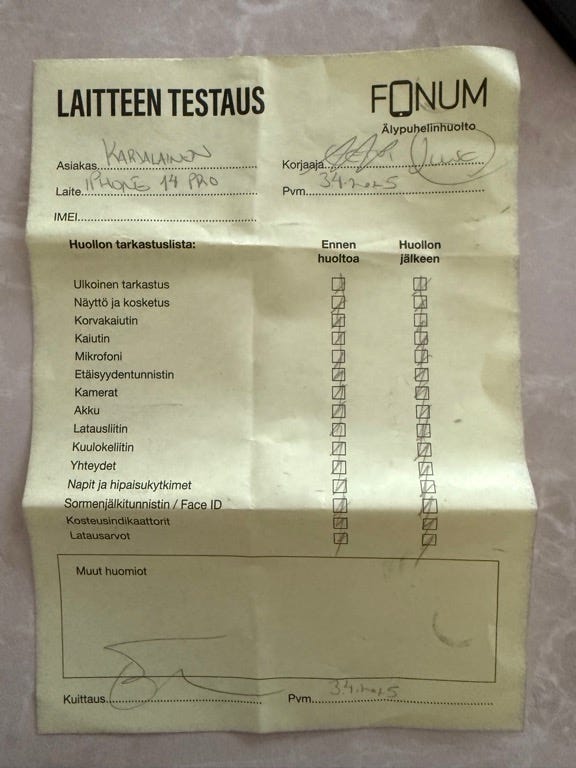 LAITTEEN TESTAUS
FONUM
Älypuhelinhuolto
Asiakas KARJALAINEN
Korjaaja
Laite IPHONE 14 PRO
Pvm. 3.4.2025
IMEI
Huollon tarkastuslista:
Ennen huoltoa
Huollon jälkeen
Ulkoinen tarkastus
Näyttö ja kosketus
Korvakaiutin
Kaiutin
Mikrofoni
Etäisyydentunnistin
Kamerat
Akku
Latausliitin
Kuulokeliitin
Yhteydet
Napit ja hipaisukytkimet
Sormenjälkitunnistin / Face ID
Kosteusindikaattorit
Latausarvot
Muut huomiot
Kuittaus
Pvm. 3.4.2025